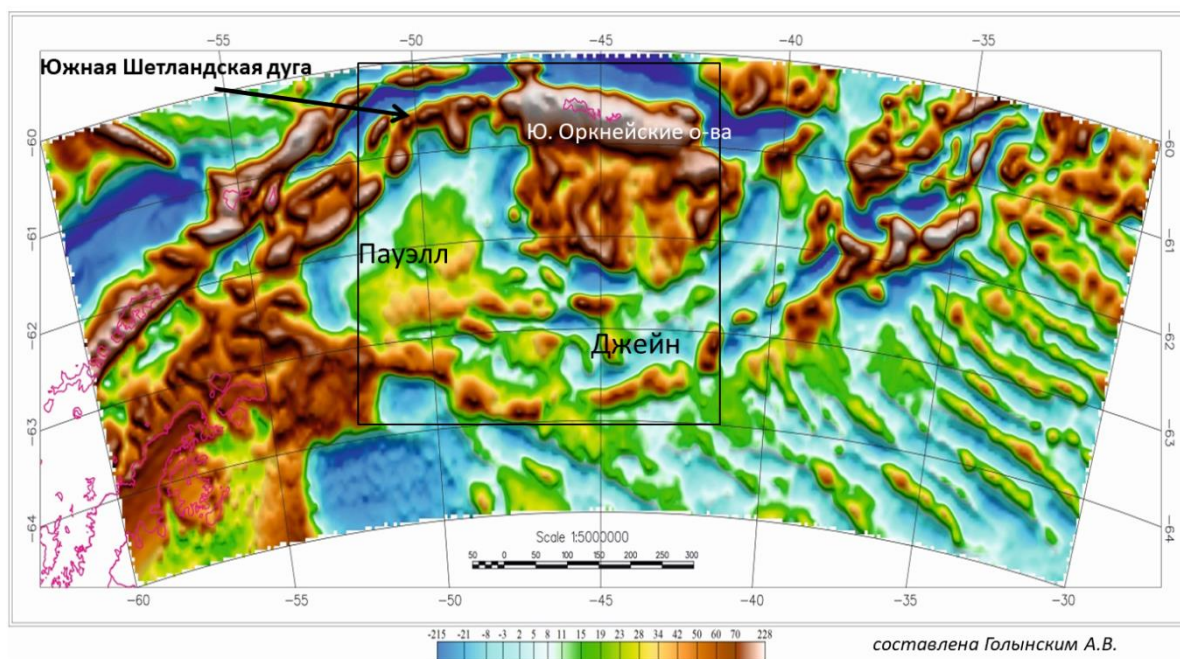 −55 −50 −45 −40 −35
Южная Шетландская дуга
Ю. Оркнейские о-ва
−60 −60
−61 −61
Пауэлл
−62 −62
Джейн
−63 −63
−64 −64
Scale 1:5000000
50 0 50 100 150 200 250 300
−60 −55 −50 −45 −40 −35 −30
-215 -21 -8 -3 2 5 8 11 15 19 23 28 34 42 50 60 70 228
составлена Голынским А.В.